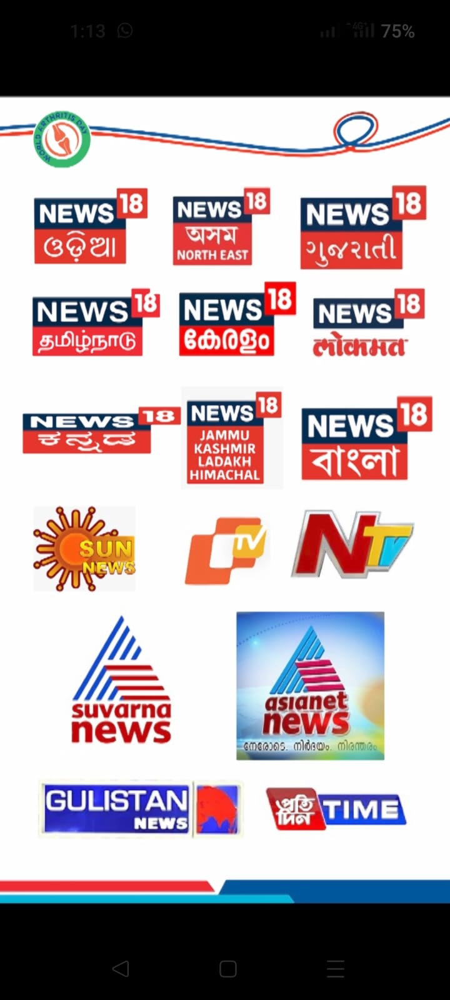 1:13
4G+
75%
WORLD ARTHRITIS DAY
NEWS 18
ଓଡ଼ିଆ
NEWS 18
অসম
NORTH EAST
NEWS 18
ગુજરાતી
NEWS 18
தமிழ்நாடு
NEWS 18
കേരളം
NEWS 18
लोकमत
NEWS 18
ಕನ್ನಡ
NEWS 18
JAMMU
KASHMIR
LADAKH
HIMACHAL
NEWS 18
বাংলা
SUN
NEWS
TV
NTV
suvarna
news
asianet
news
നേരോടെ. നിർഭയം. നിരന്തരം
GULISTAN
NEWS
প্রতি
দিন
TIME